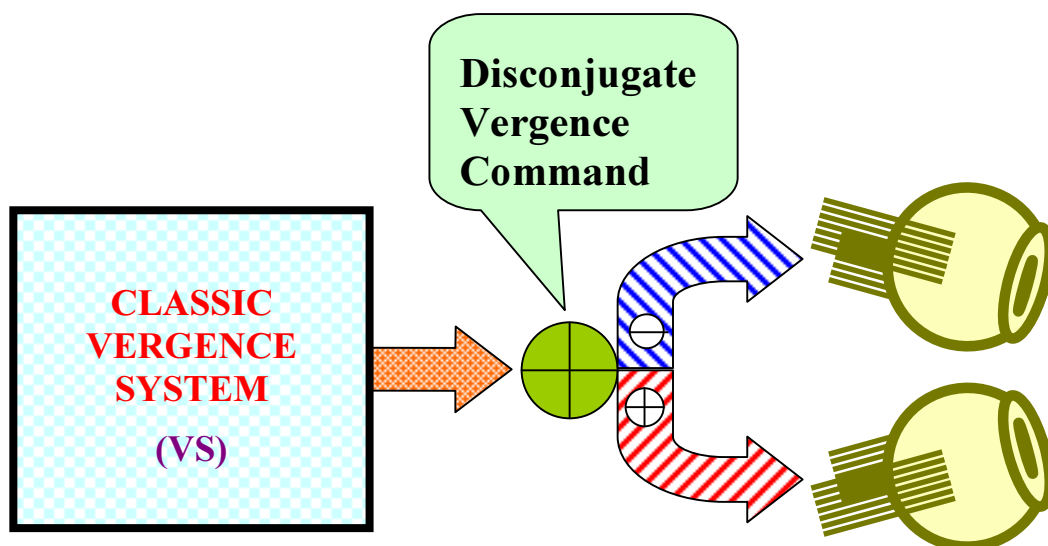 Disconjugate
Vergence
Command
CLASSIC
VERGENCE
SYSTEM
(VS)